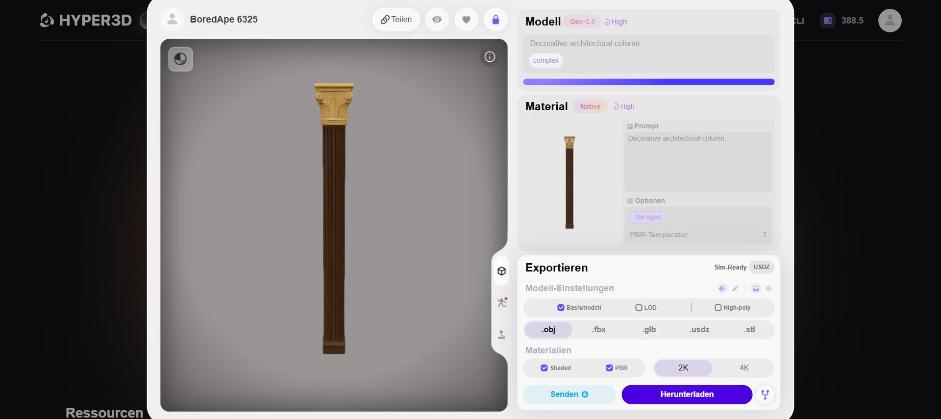 HYPER3D
BoredApe 6325
Teilen
CLI
388.5
Modell
Gen-2.5
High
Decorative architectural column.
complex
Material
Native
High
Prompt
Decorative architectural column.
Optionen
De-light
PBR-Temperatur
7
Exportieren
Sim-Ready
USDZ
Modell-Einstellungen
Basismodell
LOD
High-poly
.obj
.fbx
.glb
.usdz
.stl
Materialien
Shaded
PBR
2K
4K
Senden
Herunterladen
Ressourcen